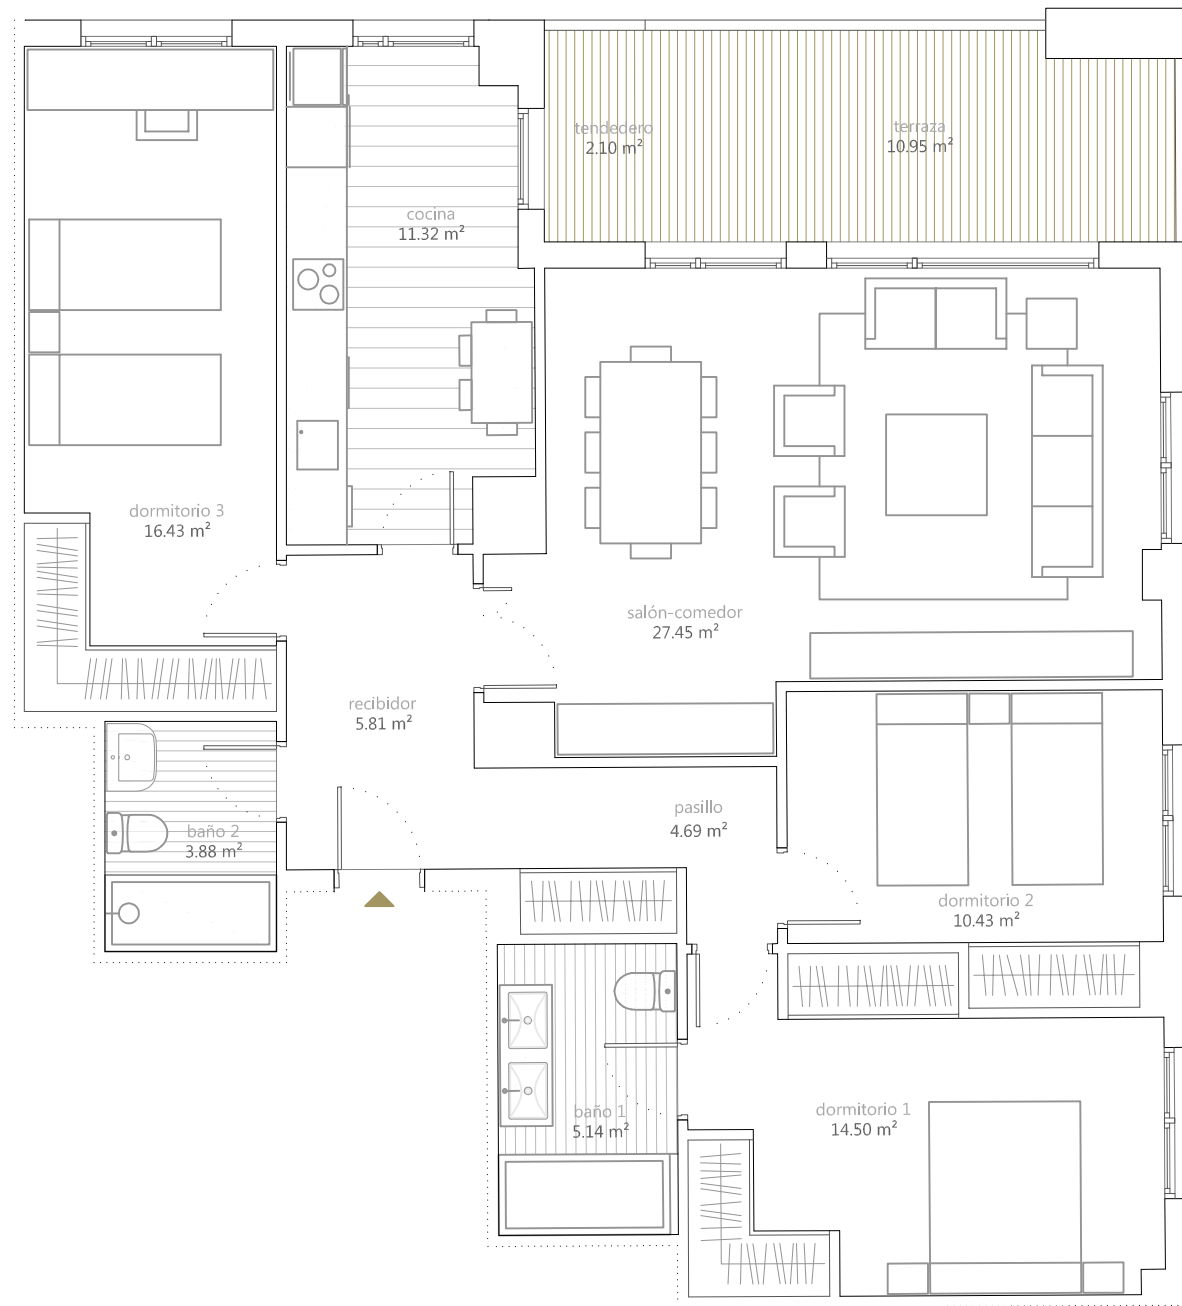 tendedero
2.10 m²
terraza
10.95 m²
cocina
11.32 m²
dormitorio 3
16.43 m²
salón-comedor
27.45 m²
recibidor
5.81 m²
pasillo
4.69 m²
baño 2
3.88 m²
dormitorio 2
10.43 m²
baño 1
5.14 m²
dormitorio 1
14.50 m²